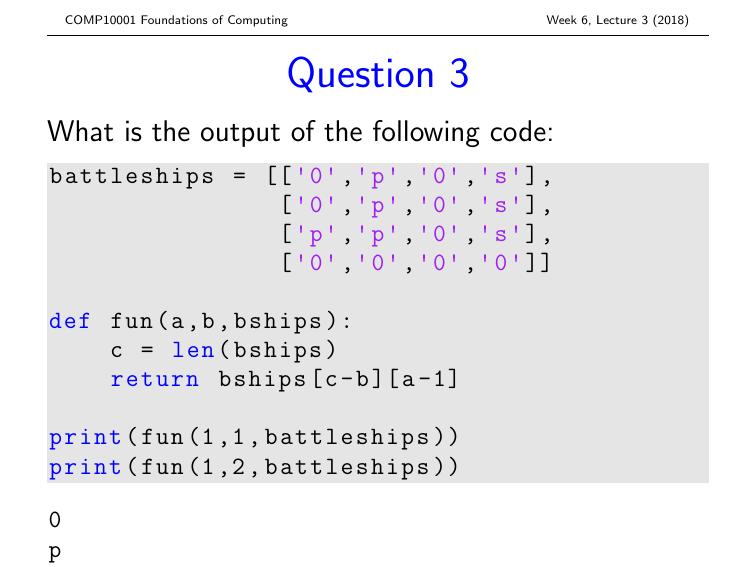 COMP10001 Foundations of Computing Week 6, Lecture 3 (2018)
Question 3
What is the output of the following code:
battleships = [['0','p','0','s'],
['0','p','0','s'],
['p','p','0','s'],
['0','0','0','0']]
def fun(a,b,bships):
c = len(bships)
return bships[c-b][a-1]
print(fun(1,1,battleships))
print(fun(1,2,battleships))
0
p